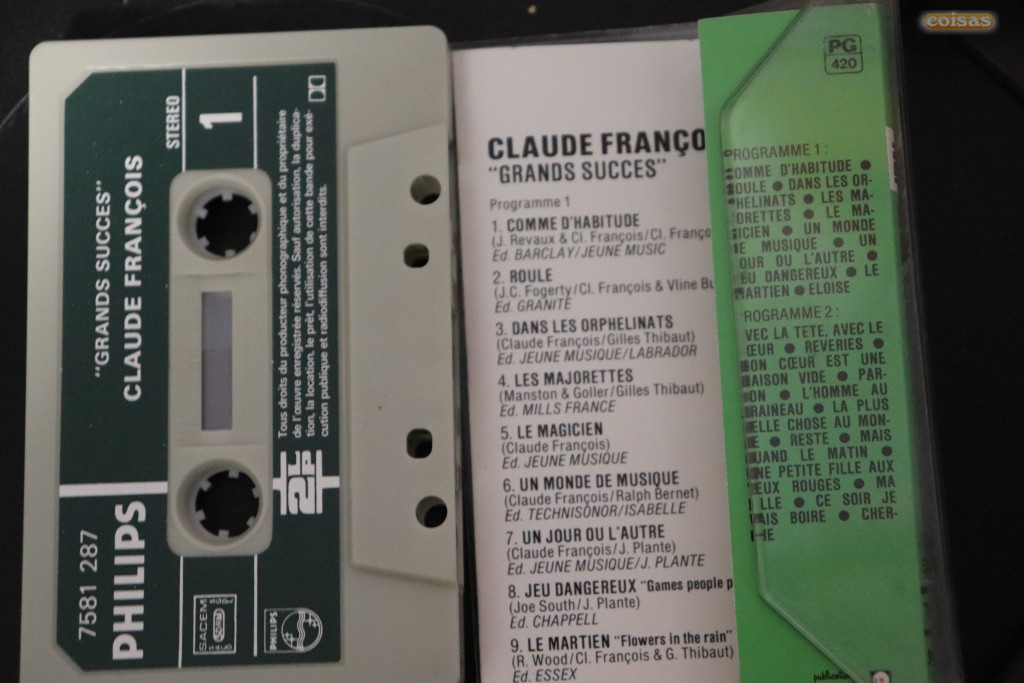 coisas
"GRANDS SUCCES"
CLAUDE FRANÇOIS
STEREO
1
Tous droits du producteur phonographique et du propriétaire
de l'œuvre enregistrée réservés. Sauf autorisation, la duplica-
tion, la location, le prêt, l'utilisation de cette bande pour exé-
cution publique et radiodiffusion sont interdits.
7581 287
PHILIPS
SACEM
SDRM
PHILIPS
2LP
CLAUDE FRANÇO
"GRANDS SUCCES"
Programme 1
1. COMME D'HABITUDE
(J. Revaux & Cl. François/Cl. Franço
Ed. BARCLAY/JEUNE MUSIC
2. ROULE
(J.C. Fogerty/Cl. François & Vline Bu
Ed. GRANITE
3. DANS LES ORPHELINATS
(Claude François/Gilles Thibaut)
Ed. JEUNE MUSIQUE/LABRADOR
4. LES MAJORETTES
(Manston & Goller/Gilles Thibaut)
Ed. MILLS FRANCE
5. LE MAGICIEN
(Claude François)
Ed. JEUNE MUSIQUE
6. UN MONDE DE MUSIQUE
(Claude François/Ralph Bernet)
Ed. TECHNISONOR/ISABELLE
7. UN JOUR OU L'AUTRE
(Claude François/J. Plante)
Ed. JEUNE MUSIQUE/J. PLANTE
8. JEU DANGEREUX "Games people p
(Joe South/J. Plante)
Ed. CHAPPELL
9. LE MARTIEN "Flowers in the rain"
(R. Wood/Cl. François & G. Thibaut)
Ed. ESSEX
PG
420
PROGRAMME 1 :
OMME D'HABITUDE ●
OULE ● DANS LES OR-
HELINATS ● LES MA-
ORETTES ● LE MA-
ICIEN ● UN MONDE
E MUSIQUE ● UN
OUR OU L'AUTRE ●
EU DANGEREUX ● LE
MARTIEN ● ELOISE
ROGRAMME 2 :
VEC LA TETE, AVEC LE
ŒUR ● REVERIES ●
ON CŒUR EST UNE
AISON VIDE ● PAR-
ON ● L'HOMME AU
RAINEAU ● LA PLUS
ELLE CHOSE AU MON-
E ● RESTE ● MAIS
UAND LE MATIN ●
NE PETITE FILLE AUX
EUX ROUGES ● MA
LLE ● CE SOIR JE
AIS BOIRE ● CHER-
HE